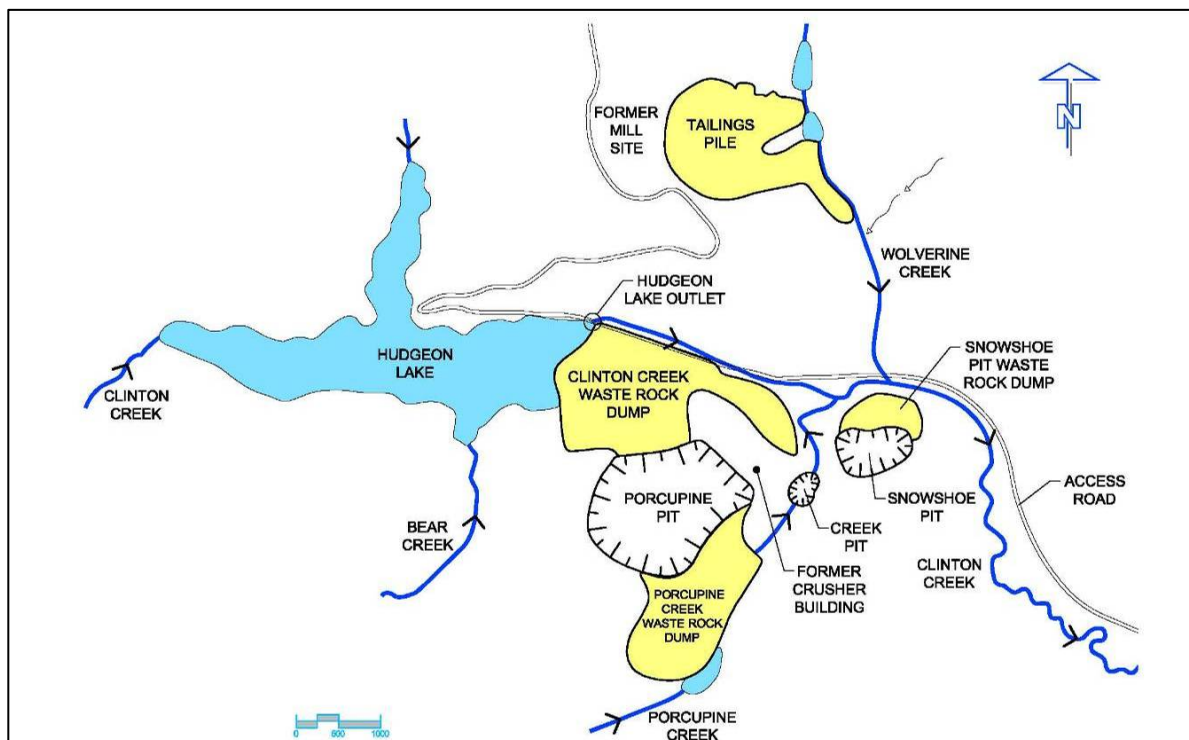 FORMER
MILL
SITE
TAILINGS
PILE
N
WOLVERINE
CREEK
HUDGEON
LAKE OUTLET
HUDGEON
LAKE
CLINTON
CREEK
CLINTON CREEK
WASTE ROCK
DUMP
SNOWSHOE
PIT WASTE
ROCK DUMP
PORCUPINE
PIT
SNOWSHOE
PIT
ACCESS
ROAD
BEAR
CREEK
CREEK
PIT
CLINTON
CREEK
FORMER
CRUSHER
BUILDING
PORCUPINE
CREEK
WASTE ROCK
DUMP
PORCUPINE
CREEK
0
1000